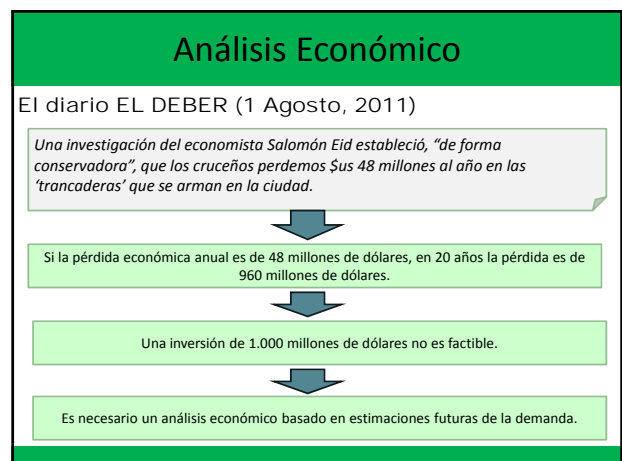 Análisis Económico
El diario EL DEBER (1 Agosto, 2011)
Una investigación del economista Salomón Eid estableció, “de forma
conservadora”, que los cruceños perdemos $us 48 millones al año en las
‘trancaderas’ que se arman en la ciudad.
Si la pérdida económica anual es de 48 millones de dólares, en 20 años la pérdida es de
960 millones de dólares.
Una inversión de 1.000 millones de dólares no es factible.
Es necesario un análisis económico basado en estimaciones futuras de la demanda.